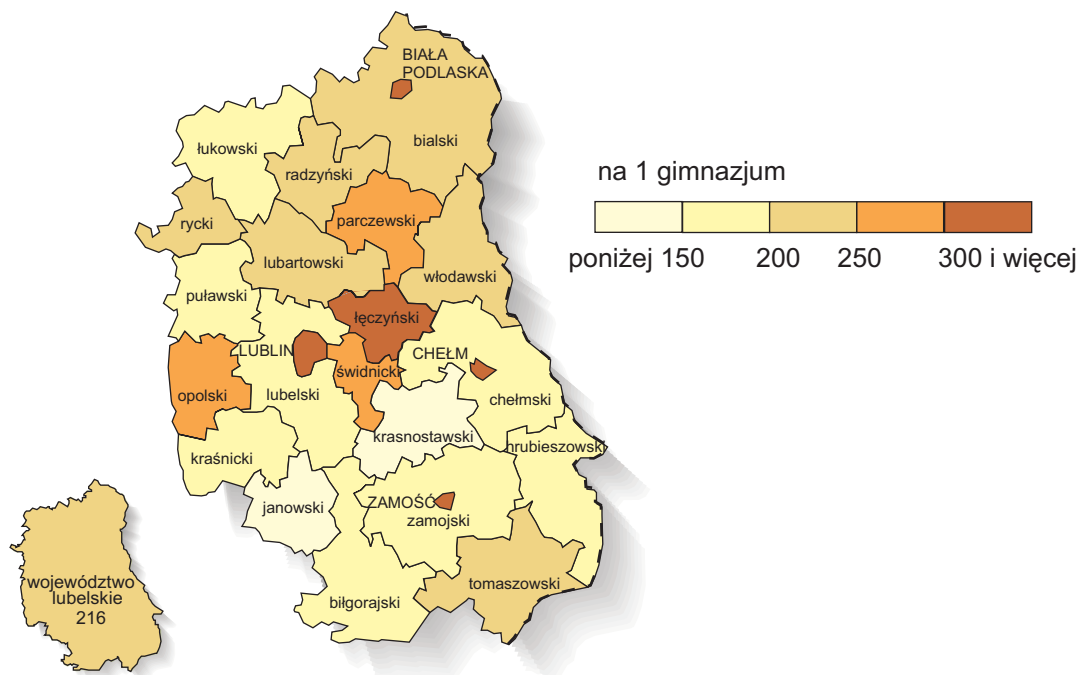 BIAŁA
PODLASKA
bialski
łukowski
radzyński
na 1 gimnazjum
rycki
parczewski
poniżej 150 200 250 300 i więcej
lubartowski
włodawski
puławski
łęczyński
LUBLIN
CHEŁM
świdnicki
opolski
lubelski
chełmski
krasnostawski
hrubieszowski
kraśnicki
janowski
ZAMOŚĆ
zamojski
województwo
lubelskie
216
tomaszowski
biłgorajski